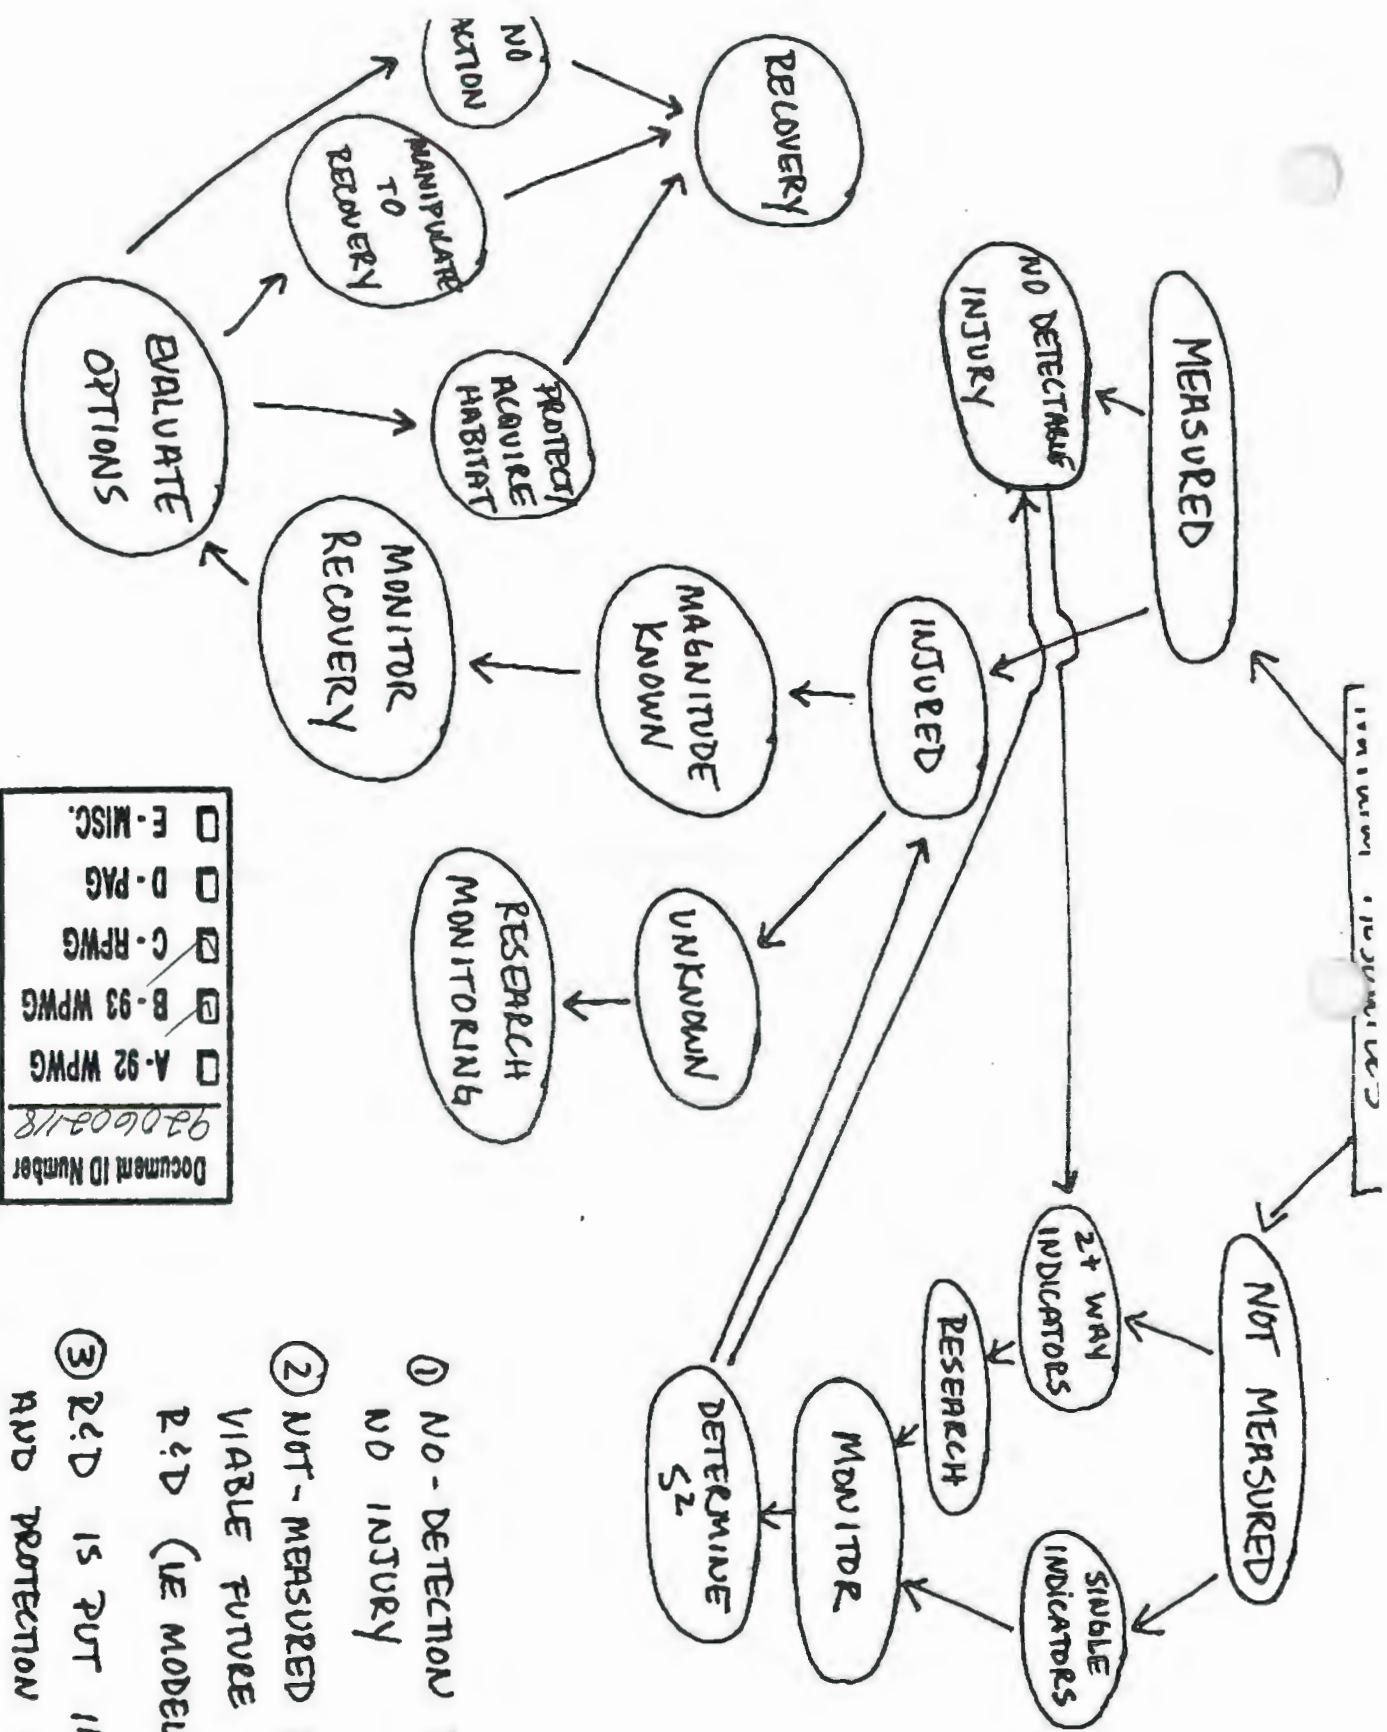 MEASURED
NOT MEASURED
NO DETECTABLE
INJURY
INJURED
2+ WAY
INDICATORS
SINGLE
INDICATORS
RESEARCH
MONITOR
DETERMINE
S²
MAGNITUDE
KNOWN
UNKNOWN
RESEARCH
MONITORING
MONITOR
RECOVERY
EVALUATE
OPTIONS
NO
ACTION
MANIPULATE
TO
RECOVERY
PROTECT/
ACQUIRE
HABITAT
RECOVERY
① NO-DETECTION
NO INJURY
② NOT-MEASURED
VIABLE FUTURE
R&D (IE MODEL
③ R&D IS PUT
AND PROTECTION
Document ID Number
920602118
A-92 WPWG
B-93 WPWG
C-RPWG
D-PAG
E-MISC.